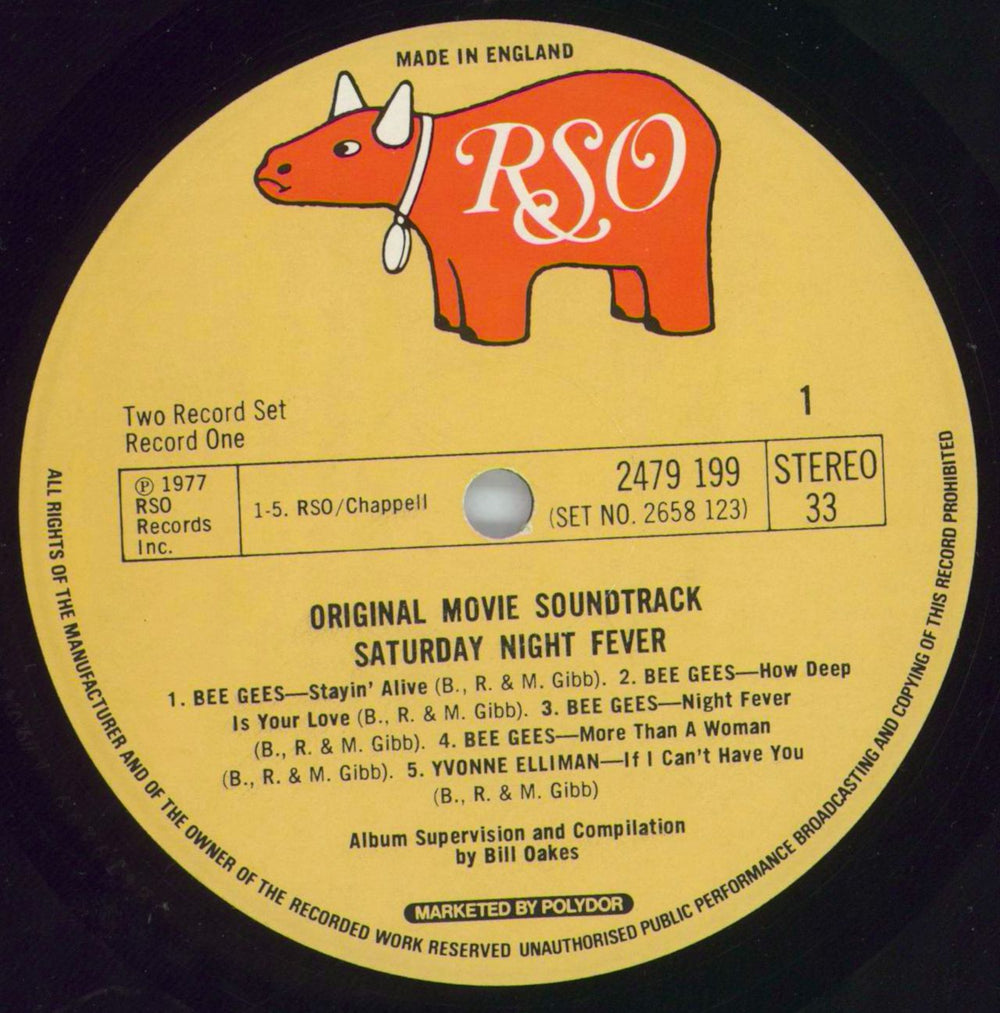 MADE IN ENGLAND
RSO
Two Record Set
Record One
1
℗ 1977
RSO
Records
Inc.
1-5. RSO/Chappell
2479 199
(SET NO. 2658 123)
STEREO
33
ORIGINAL MOVIE SOUNDTRACK
SATURDAY NIGHT FEVER
1. BEE GEES—Stayin' Alive (B., R. & M. Gibb). 2. BEE GEES—How Deep
Is Your Love (B., R. & M. Gibb). 3. BEE GEES—Night Fever
(B., R. & M. Gibb). 4. BEE GEES—More Than A Woman
(B., R. & M. Gibb). 5. YVONNE ELLIMAN—If I Can't Have You
(B., R. & M. Gibb)
Album Supervision and Compilation
by Bill Oakes
MARKETED BY POLYDOR
ALL RIGHTS OF THE MANUFACTURER AND OF THE OWNER OF THE RECORDED WORK RESERVED UNAUTHORISED PUBLIC PERFORMANCE BROADCASTING AND COPYING OF THIS RECORD PROHIBITED